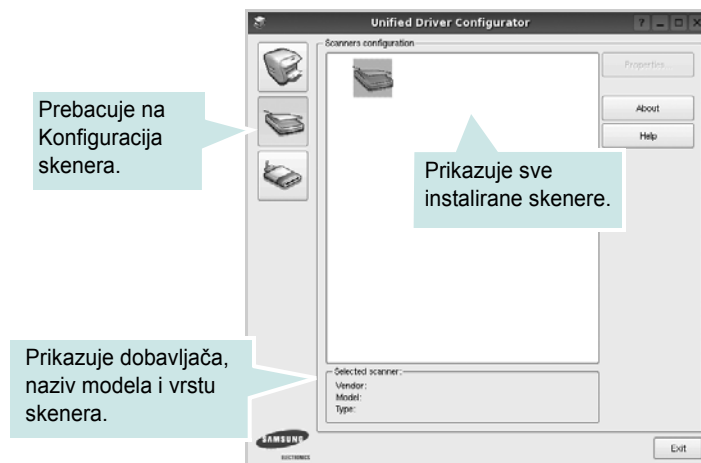 Unified Driver Configurator
Scanners configuration
Properties...
About
Help
Prebacuje na
Konfiguracija
skenera.
Prikazuje sve
instalirane skenere.
Prikazuje dobavljača,
naziv modela i vrstu
skenera.
Selected scanner:
Vendor:
Model:
Type:
SAMSUNG
ELECTRONICS
Exit